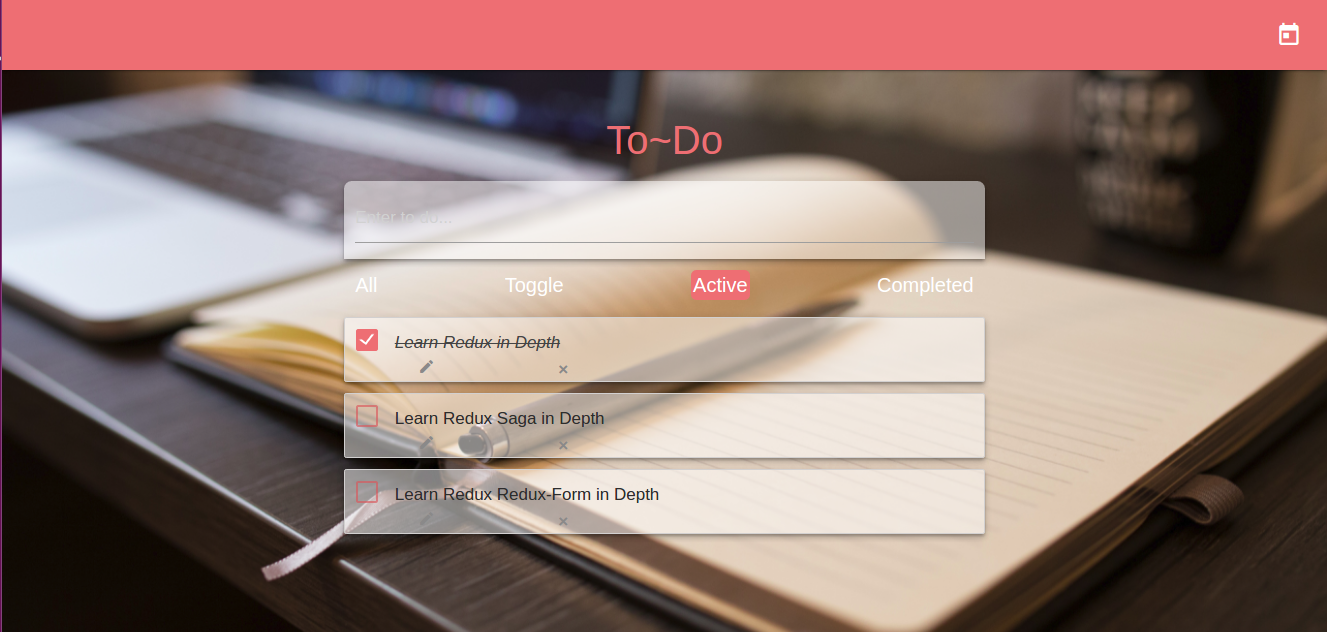 To~Do
Enter to do...
All Toggle Active Completed
Learn Redux in Depth
Learn Redux Saga in Depth
Learn Redux Redux-Form in Depth